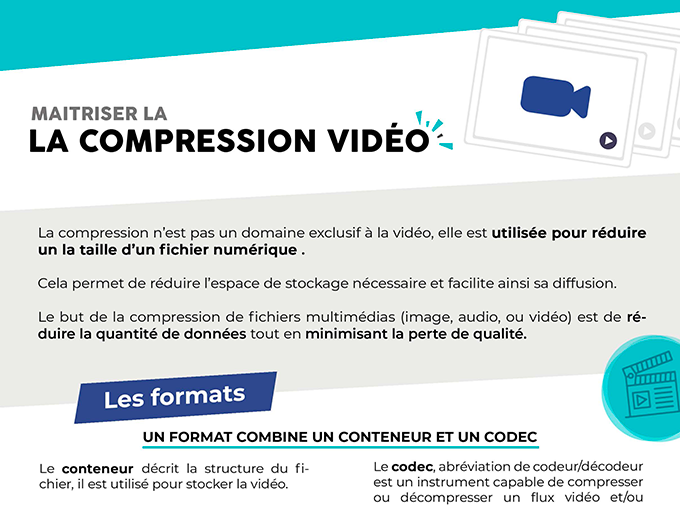 MAITRISER LA
LA COMPRESSION VIDÉO
La compression n'est pas un domaine exclusif à la vidéo, elle est utilisée pour réduire
un la taille d'un fichier numérique .
Cela permet de réduire l'espace de stockage nécessaire et facilite ainsi sa diffusion.
Le but de la compression de fichiers multimédias (image, audio, ou vidéo) est de ré-
duire la quantité de données tout en minimisant la perte de qualité.
Les formats
UN FORMAT COMBINE UN CONTENEUR ET UN CODEC
Le conteneur décrit la structure du fi-
chier, il est utilisé pour stocker la vidéo.
Le codec, abréviation de codeur/décodeur
est un instrument capable de compresser
ou décompresser un flux vidéo et/ou